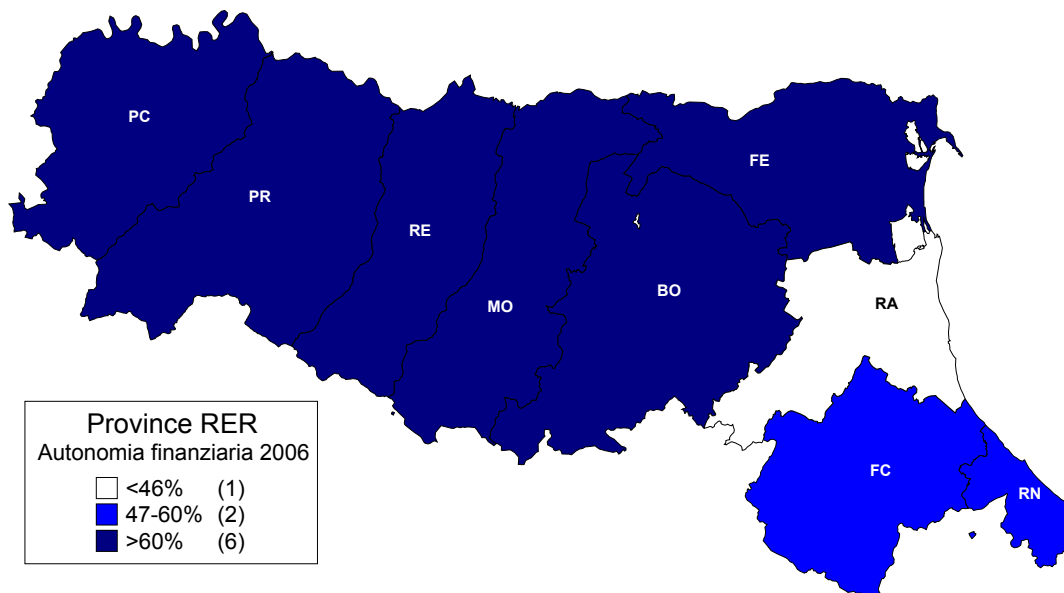 PC
FE
PR
RE
BO
RA
MO
FC
RN
Province RER
Autonomia finanziaria 2006
<46% (1)
47-60% (2)
>60% (6)